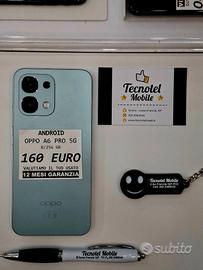 ANDROID
OPPO A6 PRO 5G
8/256 GB
160 EURO
VALUTIAMO IL TUO USATO
12 MESI GARANZIA
oppo
Tecnotel
Mobile
Tecnotel Mobile
Tecnotel Mobile
subito